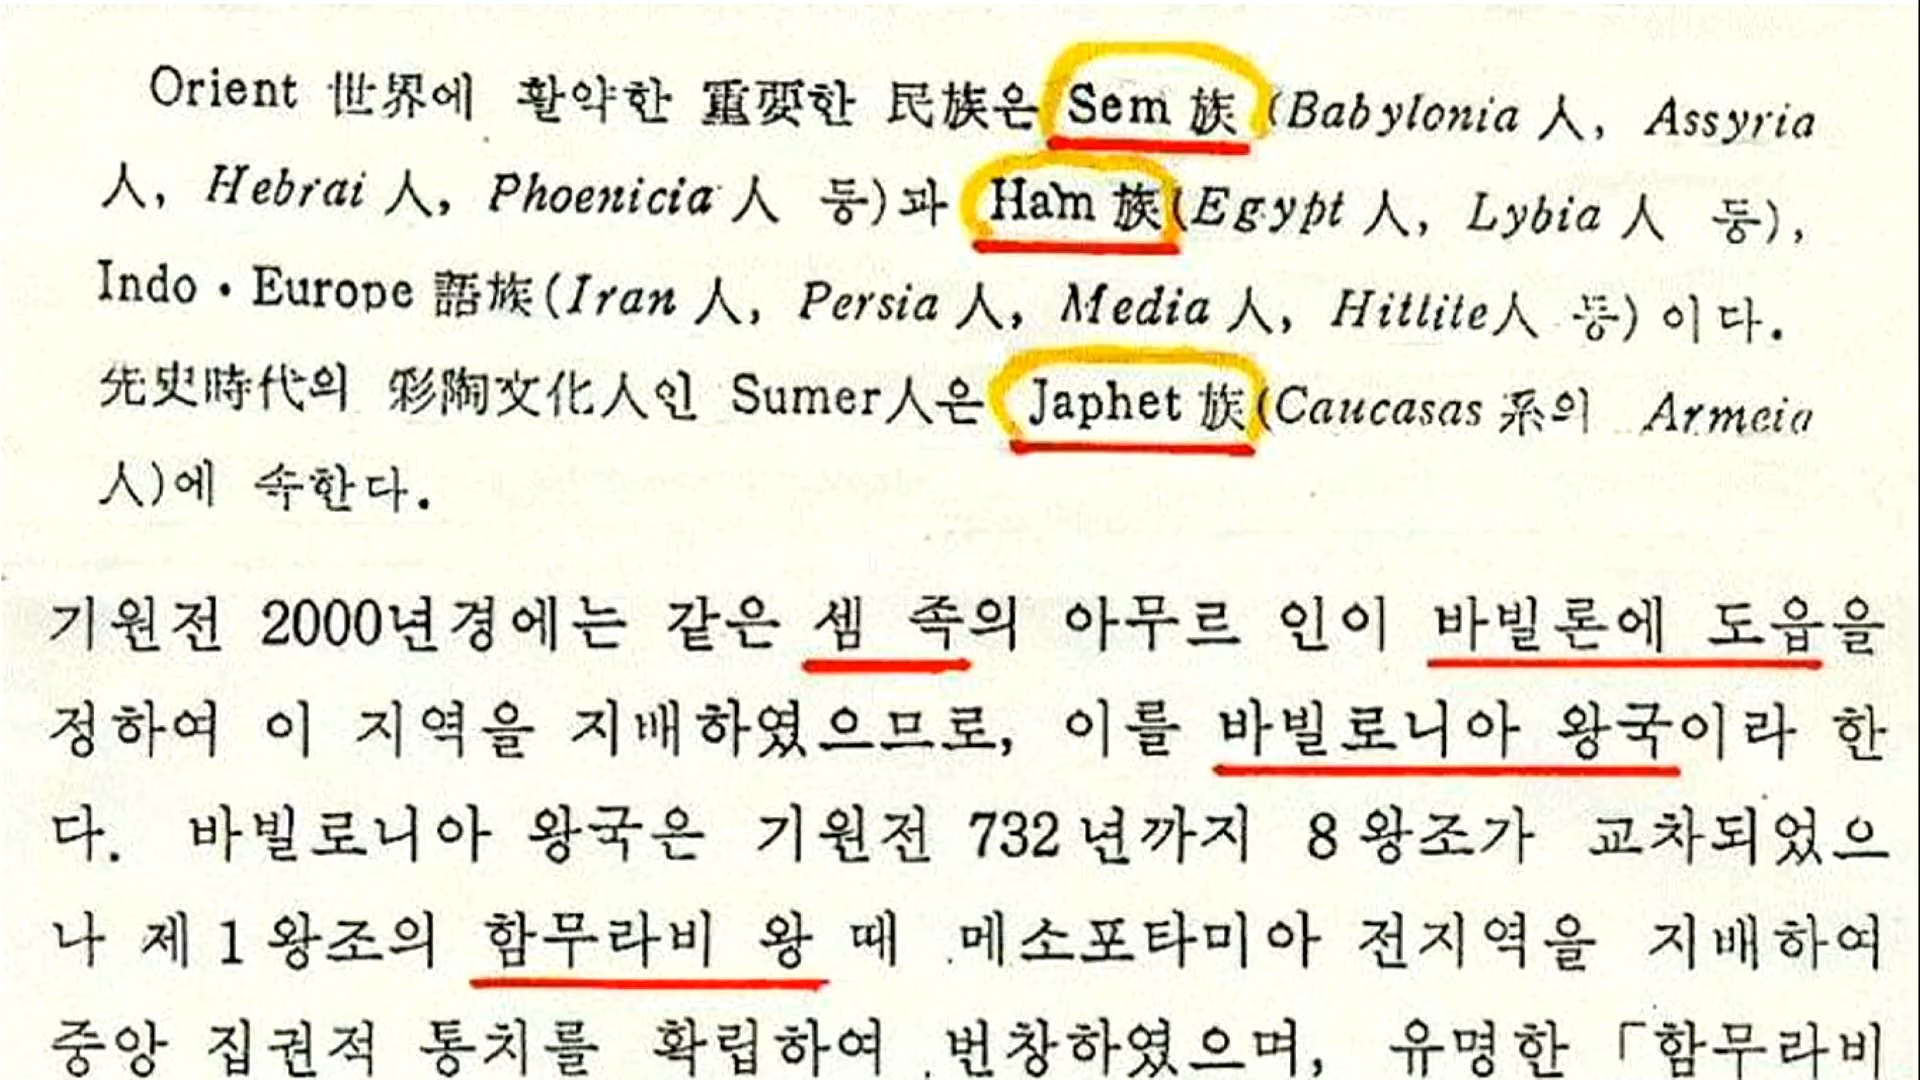 Orient 世界에 활약한 重要한 民族은 Sem 族 (Babylonia 人, Assyria
人, Hebrai 人, Phoenicia 人 등)과 Ham 族(Egypt 人, Lybia 人 등),
Indo・Europe 語族(Iran 人, Persia 人, Media 人, Hittite人 등) 이다.
先史時代의 彩陶文化人인 Sumer人은 Japhet 族(Caucasas 系의 Armeia
人)에 속한다.
기원전 2000년경에는 같은 셈 족의 아무르 인이 바빌론에 도읍을
정하여 이 지역을 지배하였으므로, 이를 바빌로니아 왕국이라 한
다. 바빌로니아 왕국은 기원전 732년까지 8왕조가 교차되었으
나 제1왕조의 함무라비 왕 때 메소포타미아 전지역을 지배하여
중앙 집권적 통치를 확립하여 번창하였으며, 유명한 「함무라비